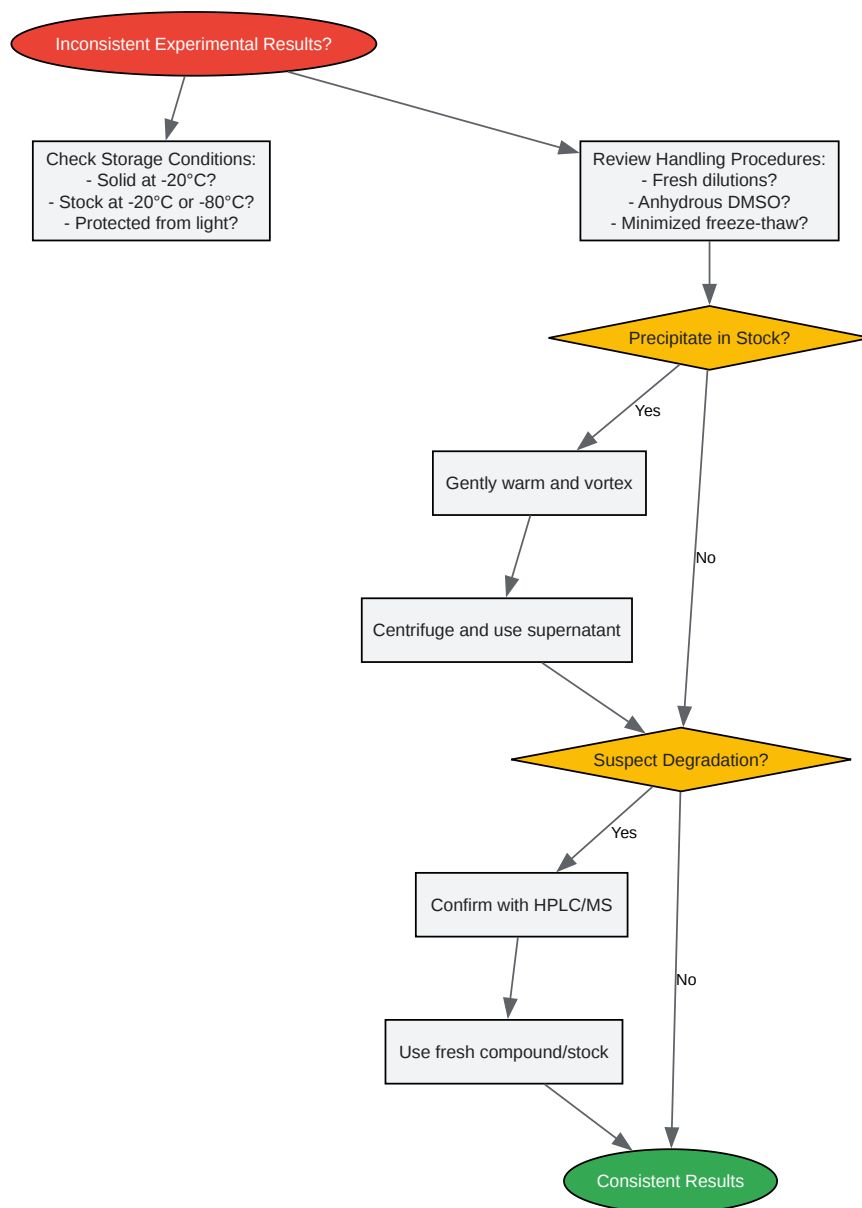 Inconsistent Experimental Results?
Check Storage Conditions:
- Solid at -20°C?
- Stock at -20°C or -80°C?
- Protected from light?
Review Handling Procedures:
- Fresh dilutions?
- Anhydrous DMSO?
- Minimized freeze-thaw?
Precipitate in Stock?
Yes
Gently warm and vortex
No
Centrifuge and use supernatant
Suspect Degradation?
Yes
Confirm with HPLC/MS
No
Use fresh compound/stock
Consistent Results